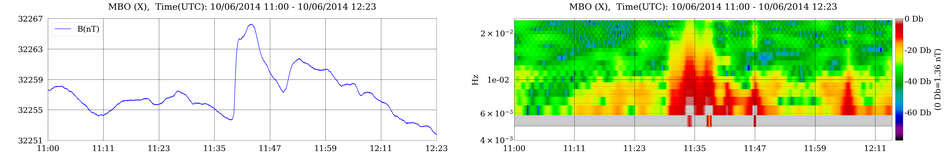 MBO (X), Time(UTC): 10/06/2014 11:00 - 10/06/2014 12:23
32267
32263
32259
32255
32251
B(nT)
11:00 11:11 11:23 11:35 11:47 11:59 12:11 12:23
MBO (X), Time(UTC): 10/06/2014 11:00 - 10/06/2014 12:23
Hz
2 × 10⁻²
1e-02
6 × 10⁻³
4 × 10⁻³
11:00 11:11 11:23 11:35 11:47 11:59 12:11
0 Db
-20 Db
-40 Db
-60 Db
(0 Db=1.36 nT)